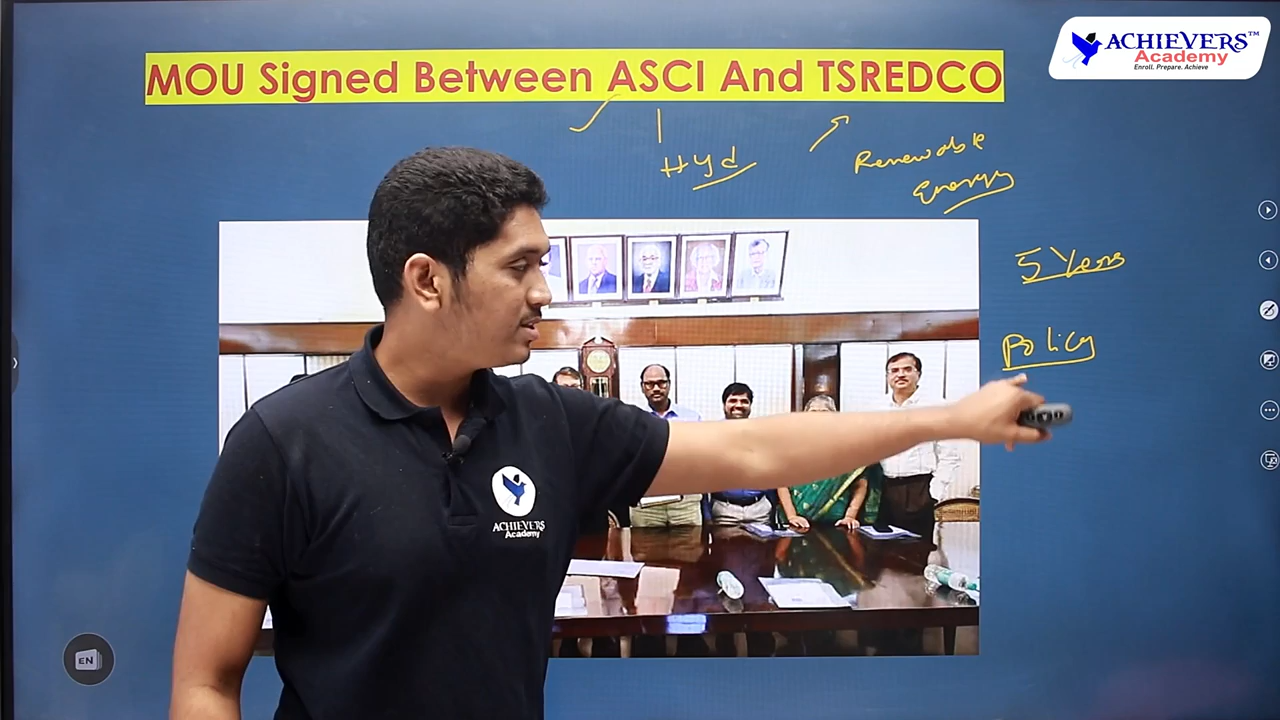 ACHIEVERS™
Academy
Enroll. Prepare. Achieve
MOU Signed Between ASCI And TSREDCO
Hyd
Renewable
Energy
5 Years
Policy
ACHIEVERS
Academy
EN